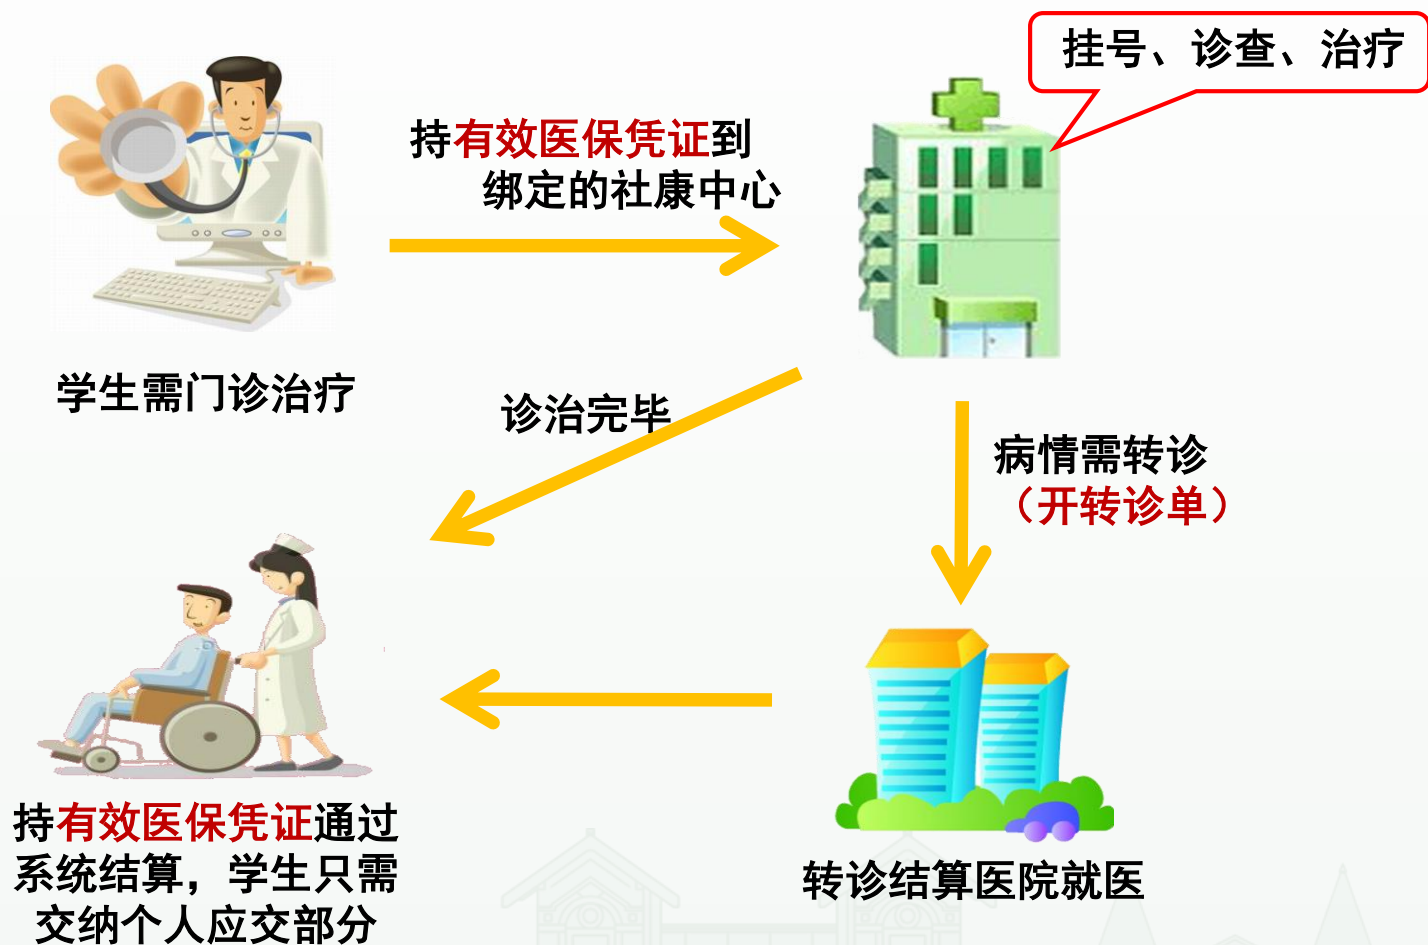 挂号、诊查、治疗
持有效医保凭证到
绑定的社康中心
学生需门诊治疗
诊治完毕
病情需转诊
（开转诊单）
持有效医保凭证通过
系统结算，学生只需
交纳个人应交部分
转诊结算医院就医